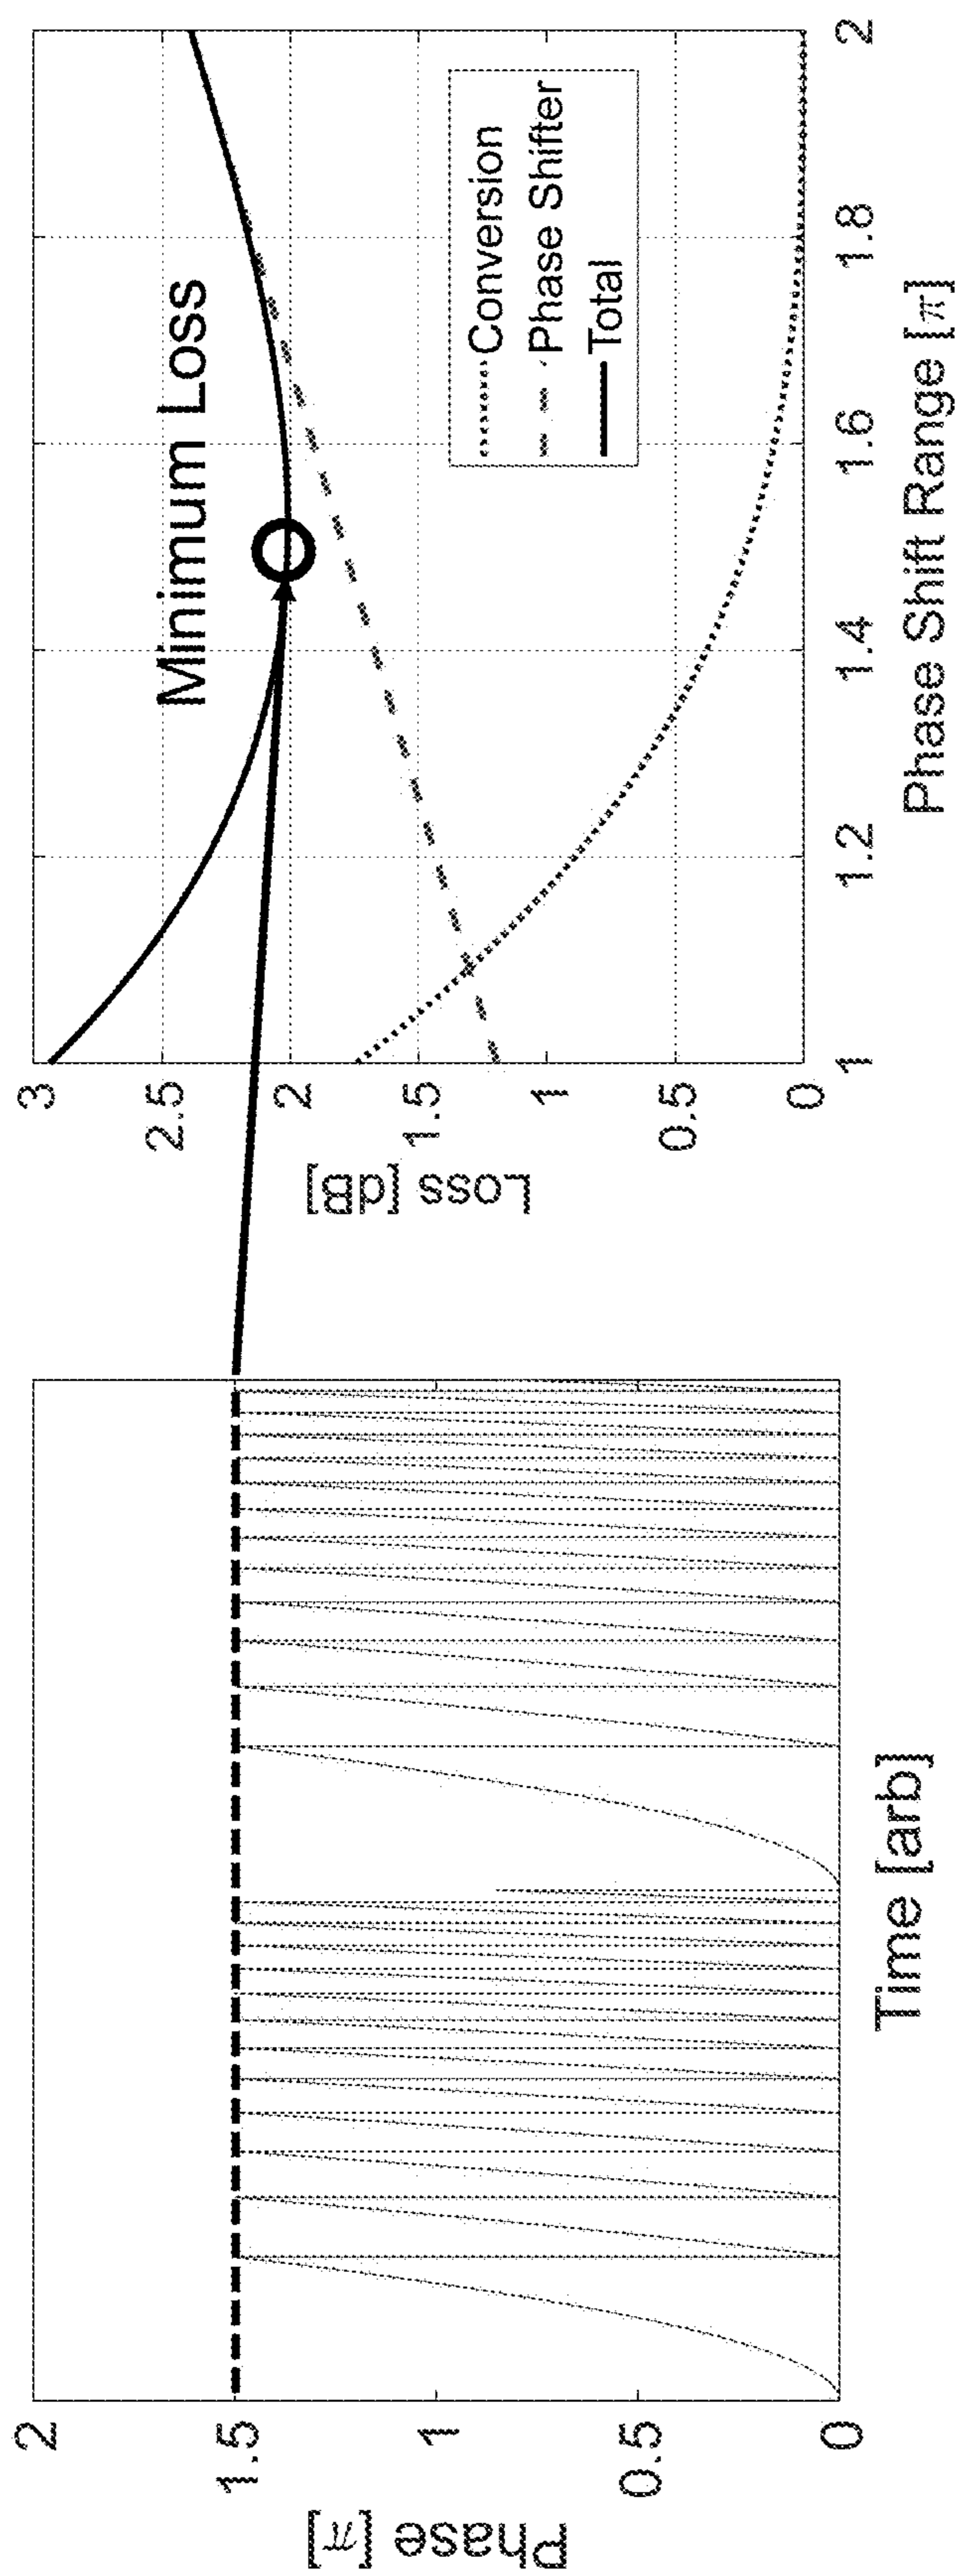 Phase [π]
2
1.5
1
0.5
0
Time [arb]
Minimum Loss
Loss [dB]
3
2.5
2
1.5
1
0.5
0
Conversion
Phase Shifter
Total
1
1.2
1.4
1.6
1.8
2
Phase Shift Range [π]